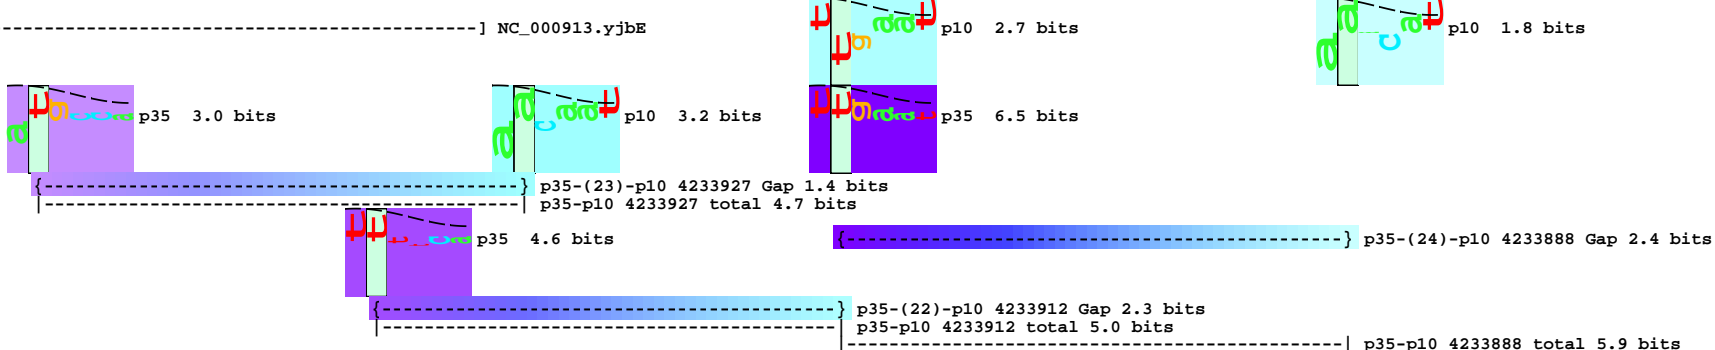 -----------------------------------------------] NC_000913.yjbE
p10 2.7 bits
p10 1.8 bits
p35 3.0 bits
p10 3.2 bits
p35 6.5 bits
{-----------------------------------------------} p35-(23)-p10 4233927 Gap 1.4 bits
|-----------------------------------------------| p35-p10 4233927 total 4.7 bits
p35 4.6 bits
{-------------------------------------------------} p35-(24)-p10 4233888 Gap 2.4 bits
{---------------------------------------------} p35-(22)-p10 4233912 Gap 2.3 bits
|---------------------------------------------| p35-p10 4233912 total 5.0 bits
|-------------------------------------------------| p35-p10 4233888 total 5.9 bits